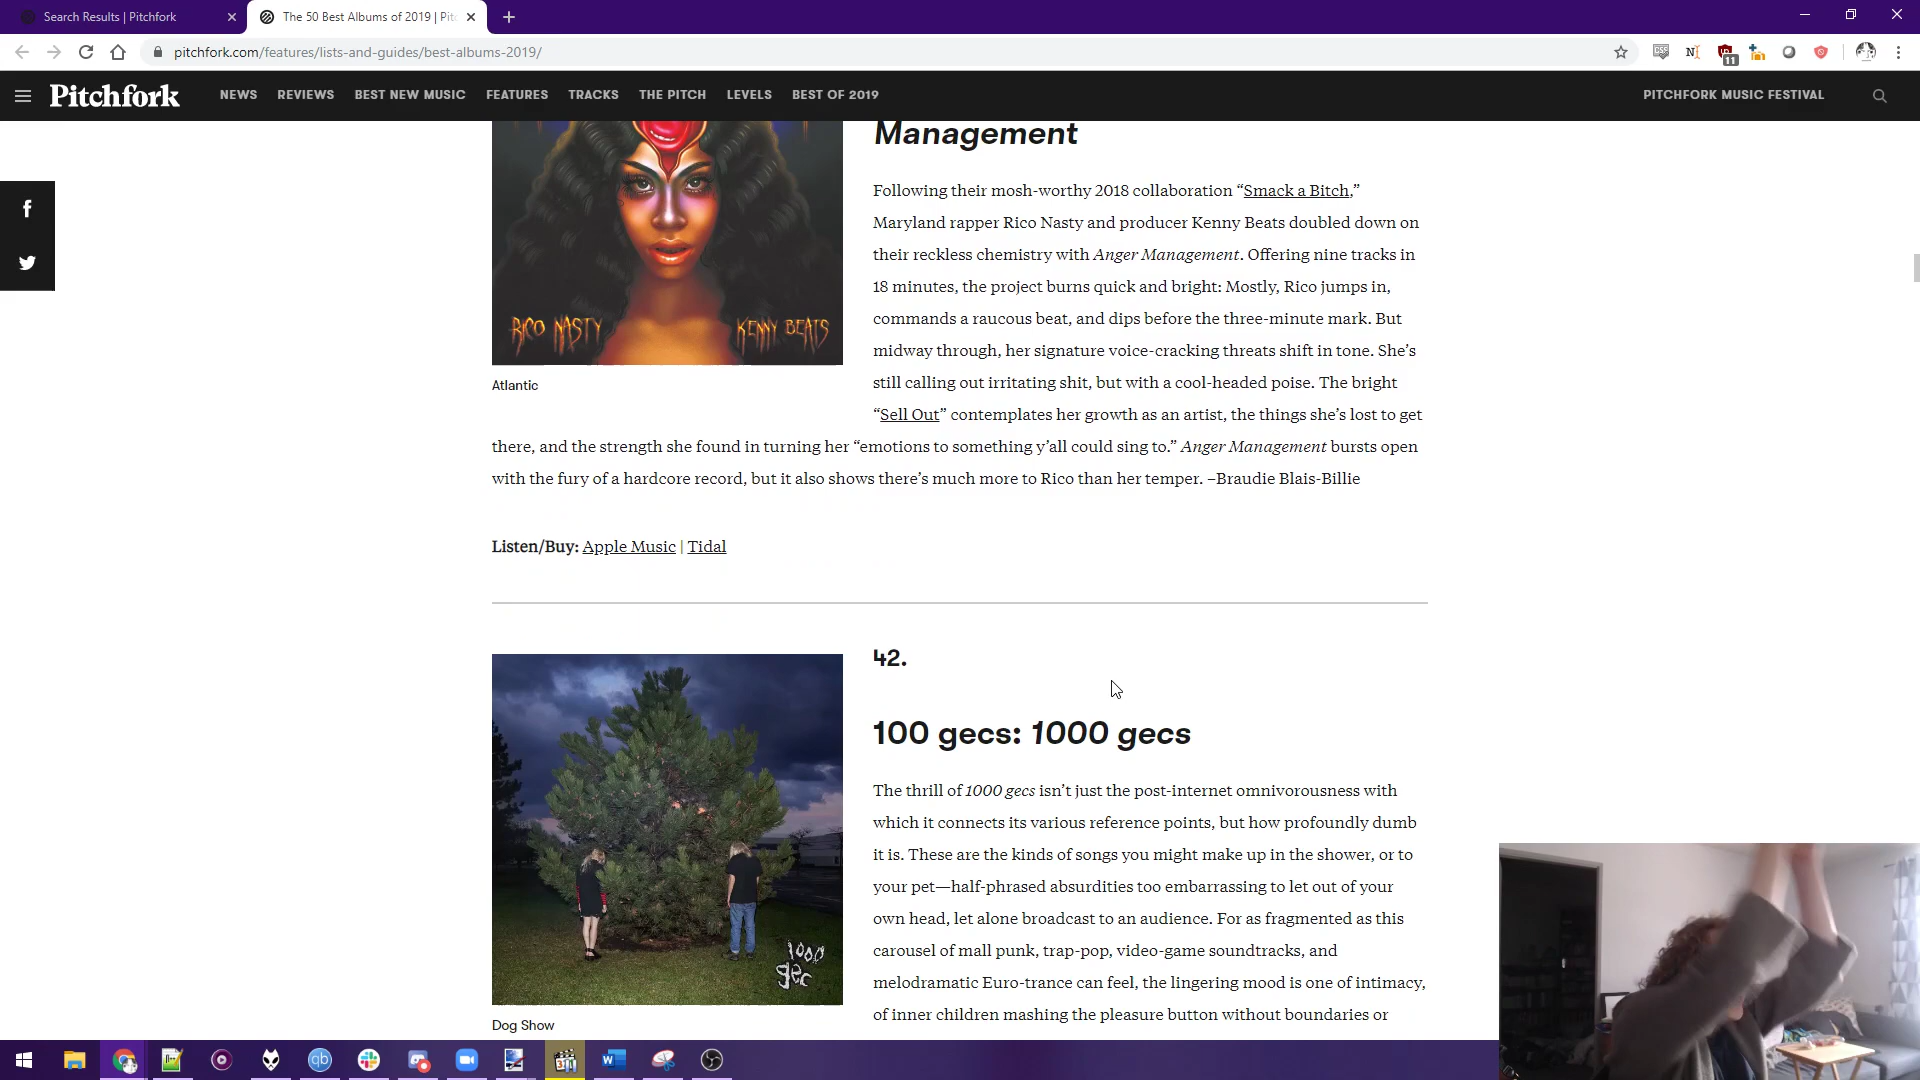 Search Results | Pitchfork
The 50 Best Albums of 2019 | Pitc
pitchfork.com/features/lists-and-guides/best-albums-2019/
11
Pitchfork
NEWS
REVIEWS
BEST NEW MUSIC
FEATURES
TRACKS
THE PITCH
LEVELS
BEST OF 2019
PITCHFORK MUSIC FESTIVAL
Management
Following their mosh-worthy 2018 collaboration “Smack a Bitch,”
Maryland rapper Rico Nasty and producer Kenny Beats doubled down on
their reckless chemistry with Anger Management. Offering nine tracks in
18 minutes, the project burns quick and bright: Mostly, Rico jumps in,
commands a raucous beat, and dips before the three-minute mark. But
midway through, her signature voice-cracking threats shift in tone. She’s
still calling out irritating shit, but with a cool-headed poise. The bright
“Sell Out” contemplates her growth as an artist, the things she’s lost to get
there, and the strength she found in turning her “emotions to something y’all could sing to.” Anger Management bursts open
with the fury of a hardcore record, but it also shows there’s much more to Rico than her temper. –Braudie Blais-Billie
RICO NASTY
KENNY BEATS
Atlantic
Listen/Buy: Apple Music | Tidal
42.
100 gecs: 1000 gecs
The thrill of 1000 gecs isn’t just the post-internet omnivorousness with
which it connects its various reference points, but how profoundly dumb
it is. These are the kinds of songs you might make up in the shower, or to
your pet—half-phrased absurdities too embarrassing to let out of your
own head, let alone broadcast to an audience. For as fragmented as this
carousel of mall punk, trap-pop, video-game soundtracks, and
melodramatic Euro-trance can feel, the lingering mood is one of intimacy,
of inner children mashing the pleasure button without boundaries or
1000
gec
Dog Show